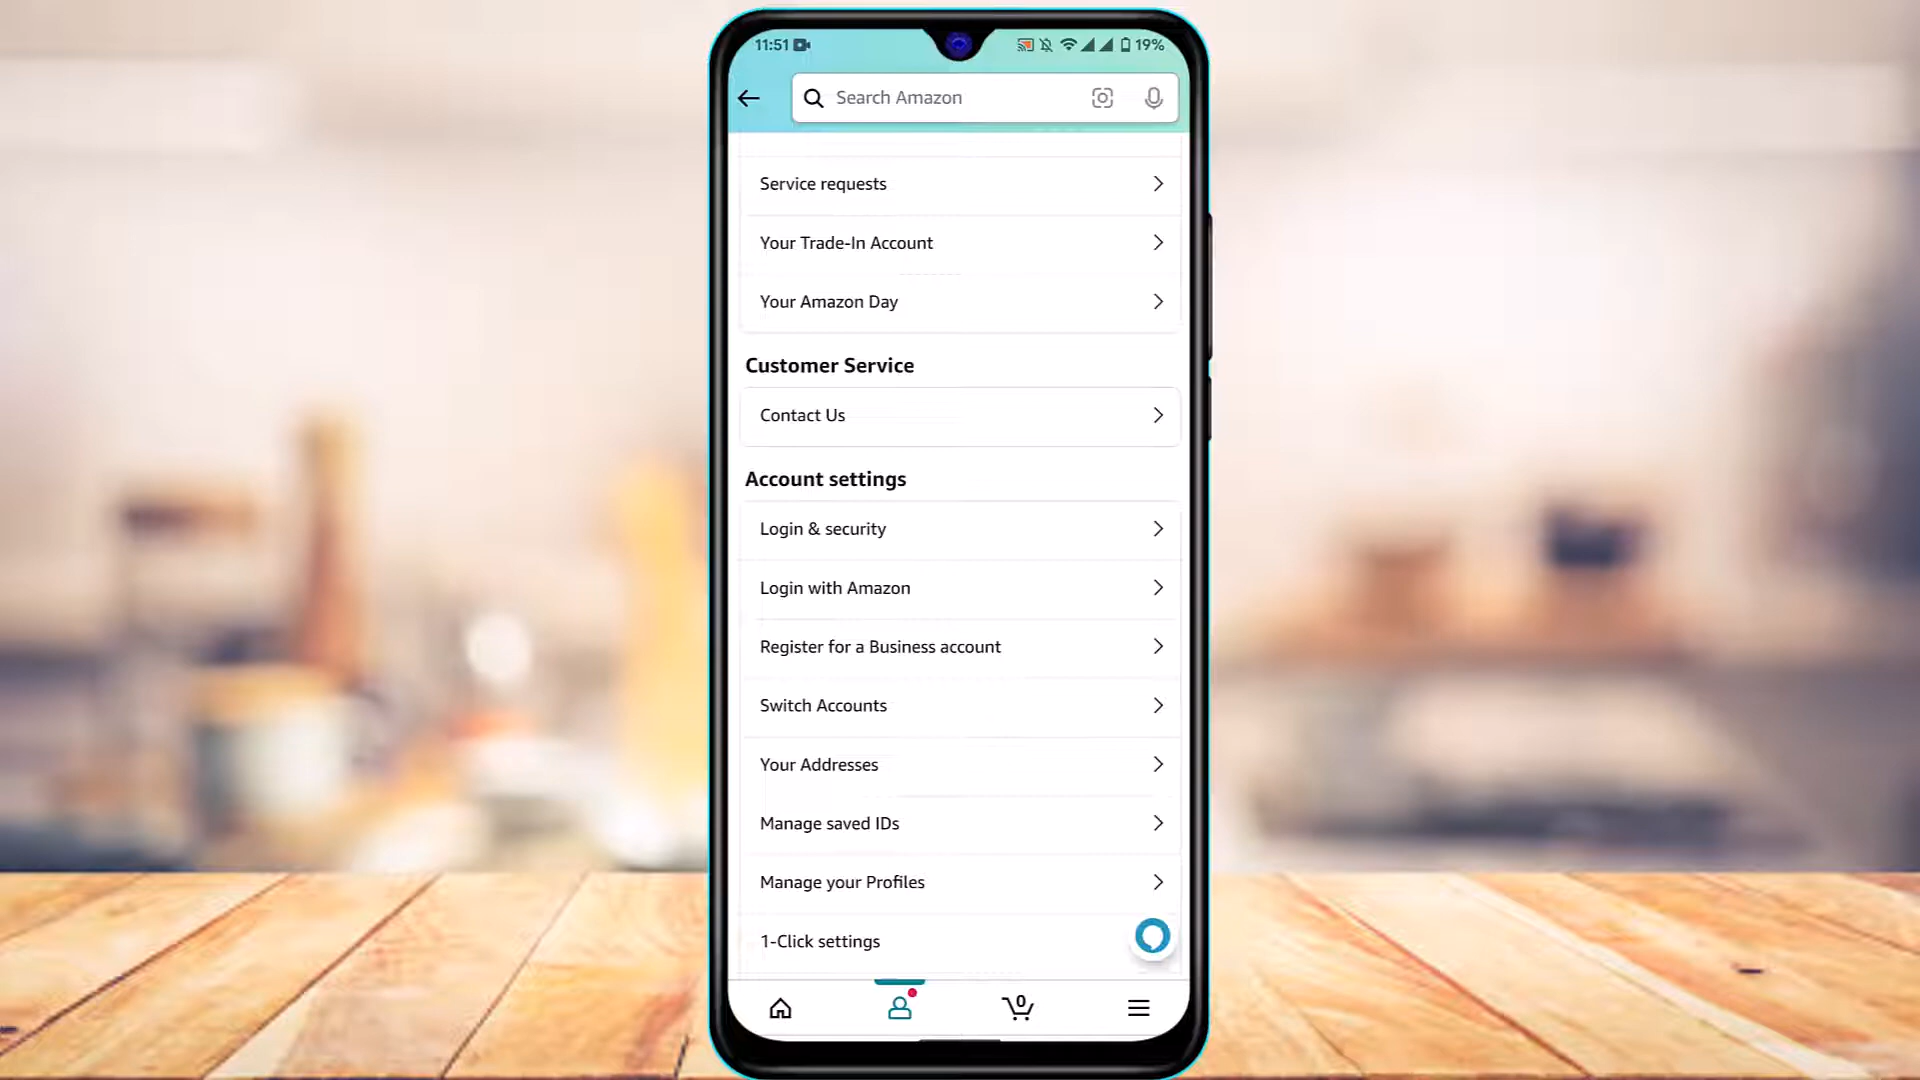 11:51
19%
Search Amazon
Service requests
Your Trade-In Account
Your Amazon Day
Customer Service
Contact Us
Account settings
Login & security
Login with Amazon
Register for a Business account
Switch Accounts
Your Addresses
Manage saved IDs
Manage your Profiles
1-Click settings
0